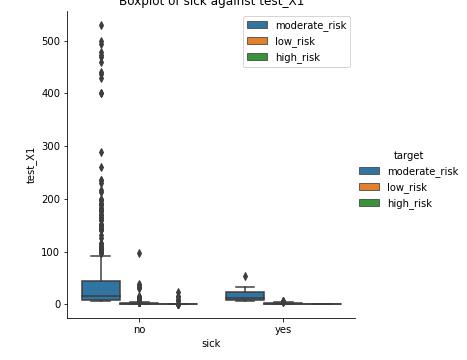 Boxplot of sick against test_X1
moderate_risk
low_risk
high_risk
500
400
300
200
100
0
test_X1
no
yes
sick
target
moderate_risk
low_risk
high_risk